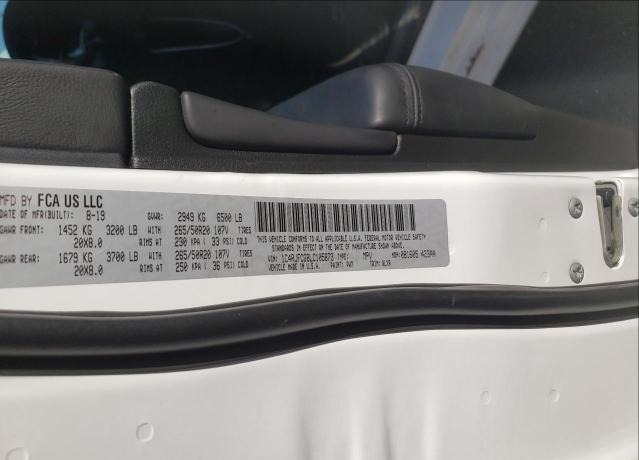 MFD BY FCA US LLC
DATE OF MFR(BUILT): 8-19 GVWR: 2949 KG 6500 LB
GAWR FRONT: 1452 KG 3200 LB 265/50R20 107V
20X8.0 RIMS AT 230 KPA ( 33 PSI) COLD
GAWR REAR: 1679 KG 3700 LB WITH 265/50R20 107V
20X8.0 RIMS AT 250 KPA ( 36 PSI) COLD
THIS VEHICLE CONFORMS TO ALL APPLICABLE U.S.A. FEDERAL MOTOR VEHICLE SAFETY
STANDARDS IN EFFECT ON THE DATE OF MANUFACTURE SHOWN ABOVE.
VIN: TYPE: MPV
VEHICLE MADE IN U.S.A. PAINT: PW7 TRIM: